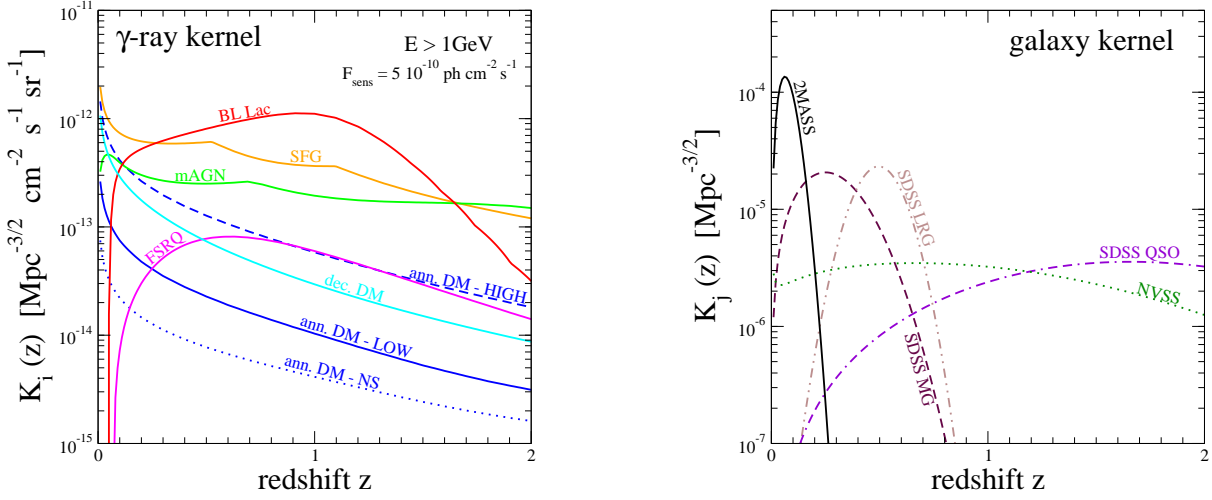 γ-ray kernel
E > 1GeV
F_sens = 5 10^-10 ph cm^-2 s^-1
BL Lac
SFG
mAGN
FSRQ
ann. DM - HIGH
dec. DM
ann. DM - LOW
ann. DM - NS
10^-11
10^-12
10^-13
10^-14
10^-15
K_i (z) [Mpc^-3/2 cm^-2 s^-1 sr^-1]
0
1
2
redshift z
galaxy kernel
2MASS
SDSS LRG
SDSS MG
SDSS QSO
NVSS
10^-4
10^-5
10^-6
10^-7
K_j (z) [Mpc^-3/2]
0
1
2
redshift z